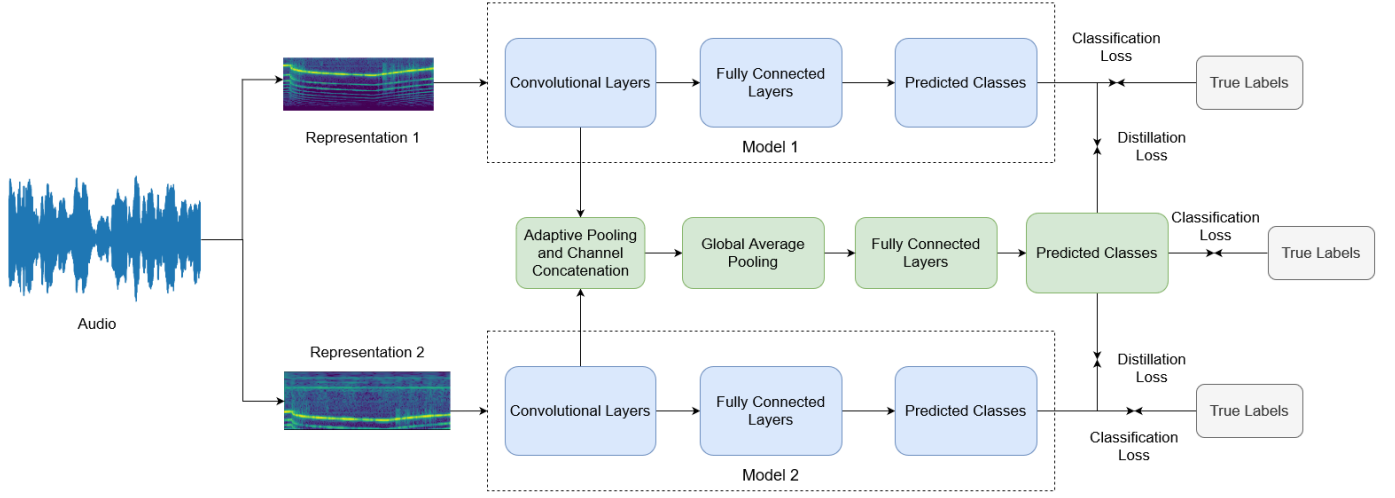 Classification
Loss
Convolutional Layers
Fully Connected
Layers
Predicted Classes
True Labels
Representation 1
Model 1
Distillation
Loss
Adaptive Pooling
and Channel
Concatenation
Global Average
Pooling
Fully Connected
Layers
Predicted Classes
Classification
Loss
True Labels
Audio
Representation 2
Distillation
Loss
Convolutional Layers
Fully Connected
Layers
Predicted Classes
True Labels
Classification
Loss
Model 2